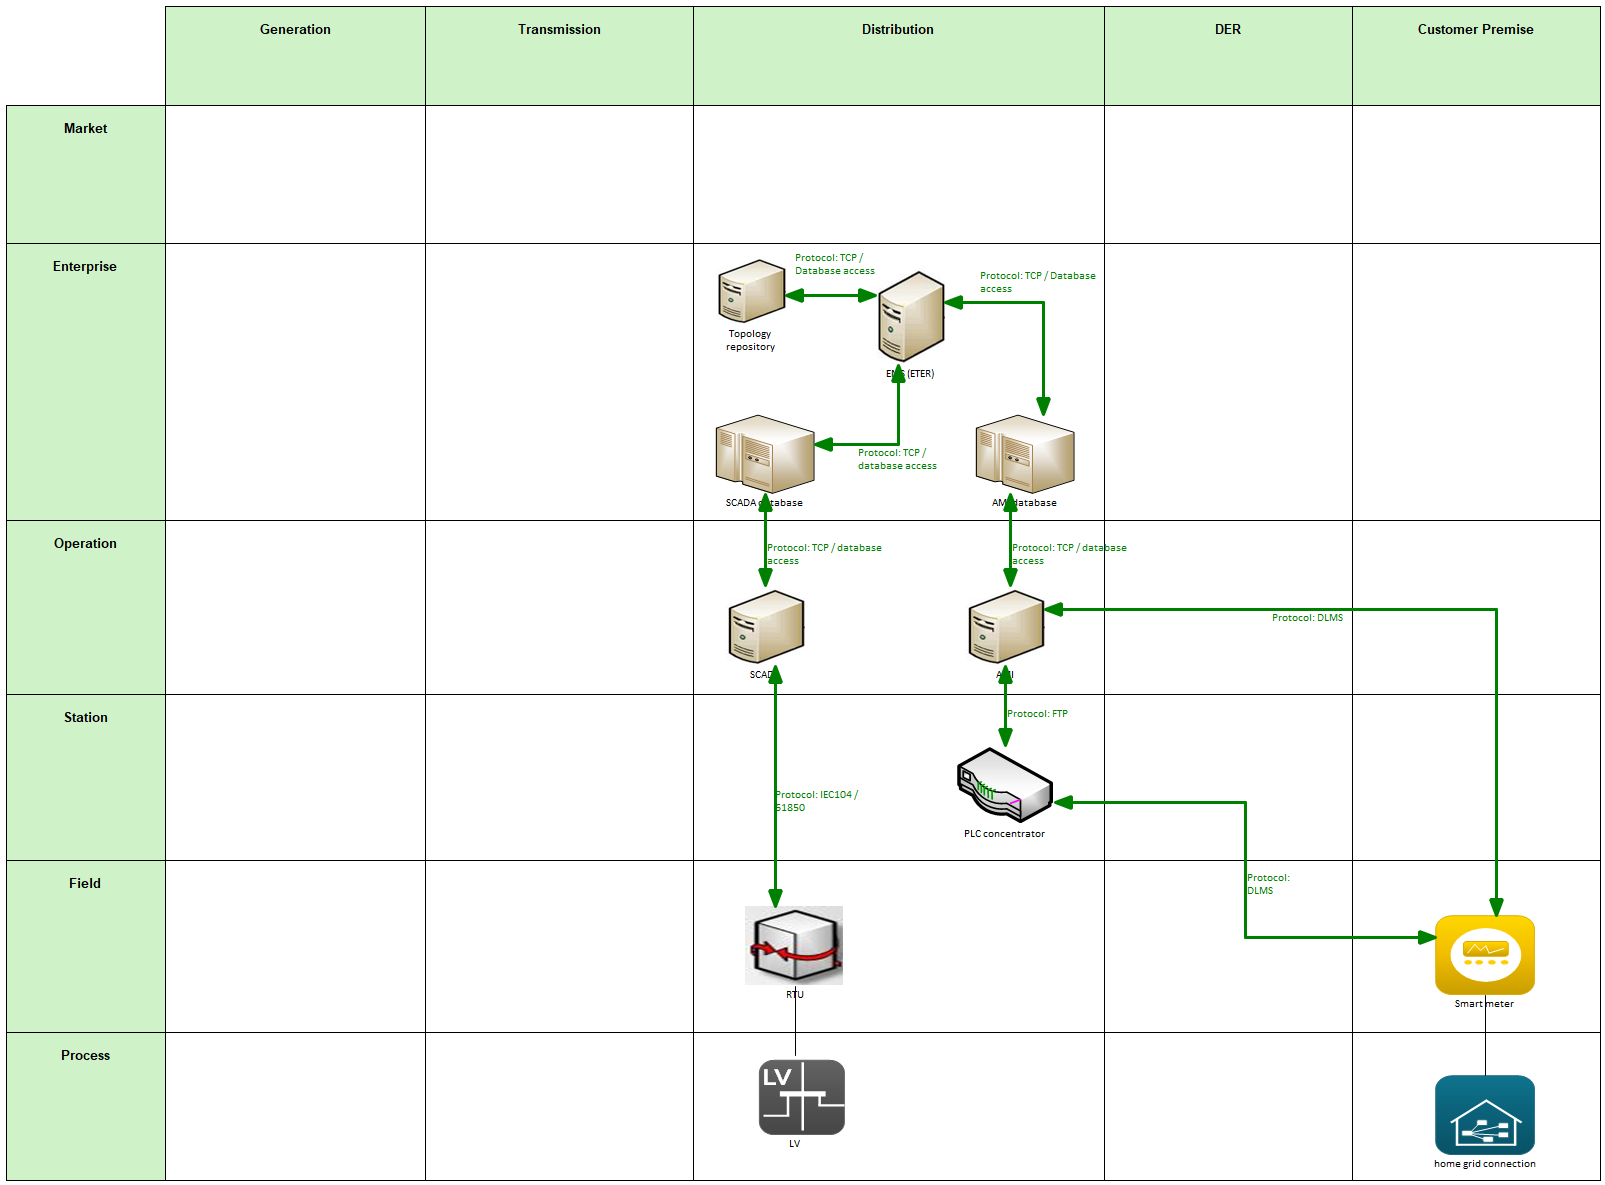 Generation
Transmission
Distribution
DER
Customer Premise
Market
Enterprise
Protocol: TCP /
Database access
Protocol: TCP / Database
access
Topology
repository
(ETER)
Protocol: TCP /
database access
SCADA database
AMI database
Operation
Protocol: TCP / database
access
Protocol: TCP / database
access
Protocol: DLMS
SCADA
AMI
Station
Protocol: FTP
Protocol: IEC104 /
61850
PLC concentrator
Field
Protocol:
DLMS
RTU
Smart meter
Process
LV
LV
home grid connection